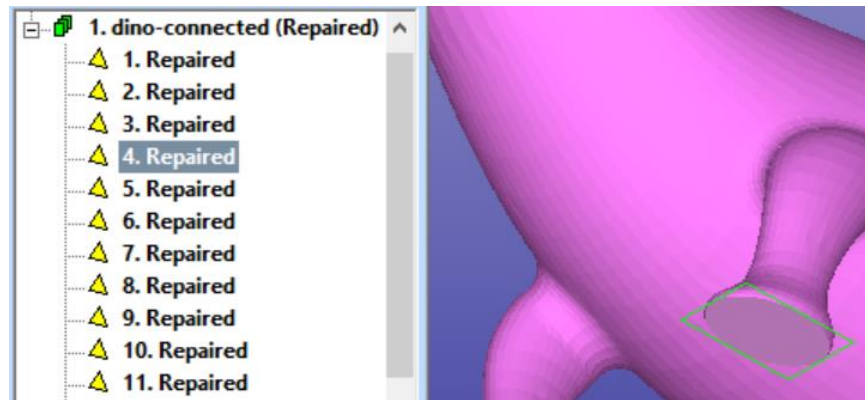 1. dino-connected (Repaired)
1. Repaired
2. Repaired
3. Repaired
4. Repaired
5. Repaired
6. Repaired
7. Repaired
8. Repaired
9. Repaired
10. Repaired
11. Repaired